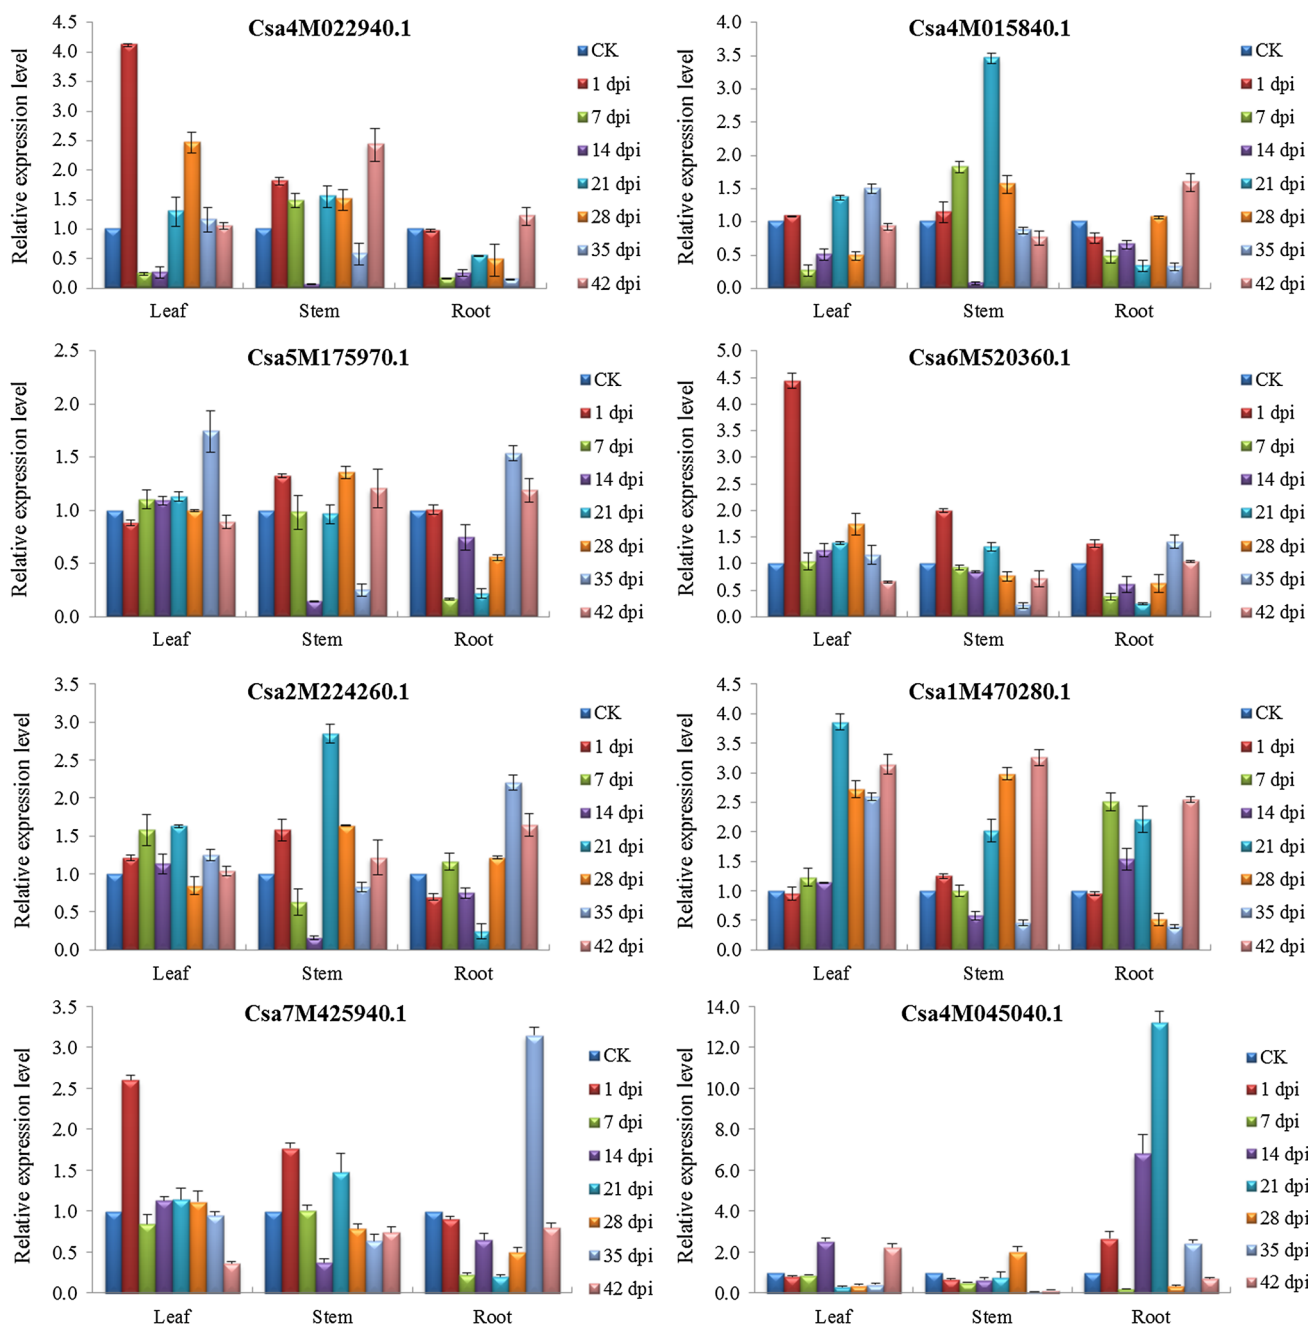 Csa4M022940.1
Relative expression level
4.5
4.0
3.5
3.0
2.5
2.0
1.5
1.0
0.5
0.0
Leaf Stem Root
CK
1 dpi
7 dpi
14 dpi
21 dpi
28 dpi
35 dpi
42 dpi
Csa4M015840.1
Relative expression level
4.0
3.5
3.0
2.5
2.0
1.5
1.0
0.5
0.0
Leaf Stem Root
CK
1 dpi
7 dpi
14 dpi
21 dpi
28 dpi
35 dpi
42 dpi
Csa5M175970.1
Relative expression level
2.5
2.0
1.5
1.0
0.5
0.0
Leaf Stem Root
CK
1 dpi
7 dpi
14 dpi
21 dpi
28 dpi
35 dpi
42 dpi
Csa6M520360.1
Relative expression level
5.0
4.5
4.0
3.5
3.0
2.5
2.0
1.5
1.0
0.5
0.0
Leaf Stem Root
CK
1 dpi
7 dpi
14 dpi
21 dpi
28 dpi
35 dpi
42 dpi
Csa2M224260.1
Relative expression level
3.5
3.0
2.5
2.0
1.5
1.0
0.5
0.0
Leaf Stem Root
CK
1 dpi
7 dpi
14 dpi
21 dpi
28 dpi
35 dpi
42 dpi
Csa1M470280.1
Relative expression level
4.5
4.0
3.5
3.0
2.5
2.0
1.5
1.0
0.5
0.0
Leaf Stem Root
CK
1 dpi
7 dpi
14 dpi
21 dpi
28 dpi
35 dpi
42 dpi
Csa7M425940.1
Relative expression level
3.5
3.0
2.5
2.0
1.5
1.0
0.5
0.0
Leaf Stem Root
CK
1 dpi
7 dpi
14 dpi
21 dpi
28 dpi
35 dpi
42 dpi
Csa4M045040.1
Relative expression level
14.0
12.0
10.0
8.0
6.0
4.0
2.0
0.0
Leaf Stem Root
CK
1 dpi
7 dpi
14 dpi
21 dpi
28 dpi
35 dpi
42 dpi